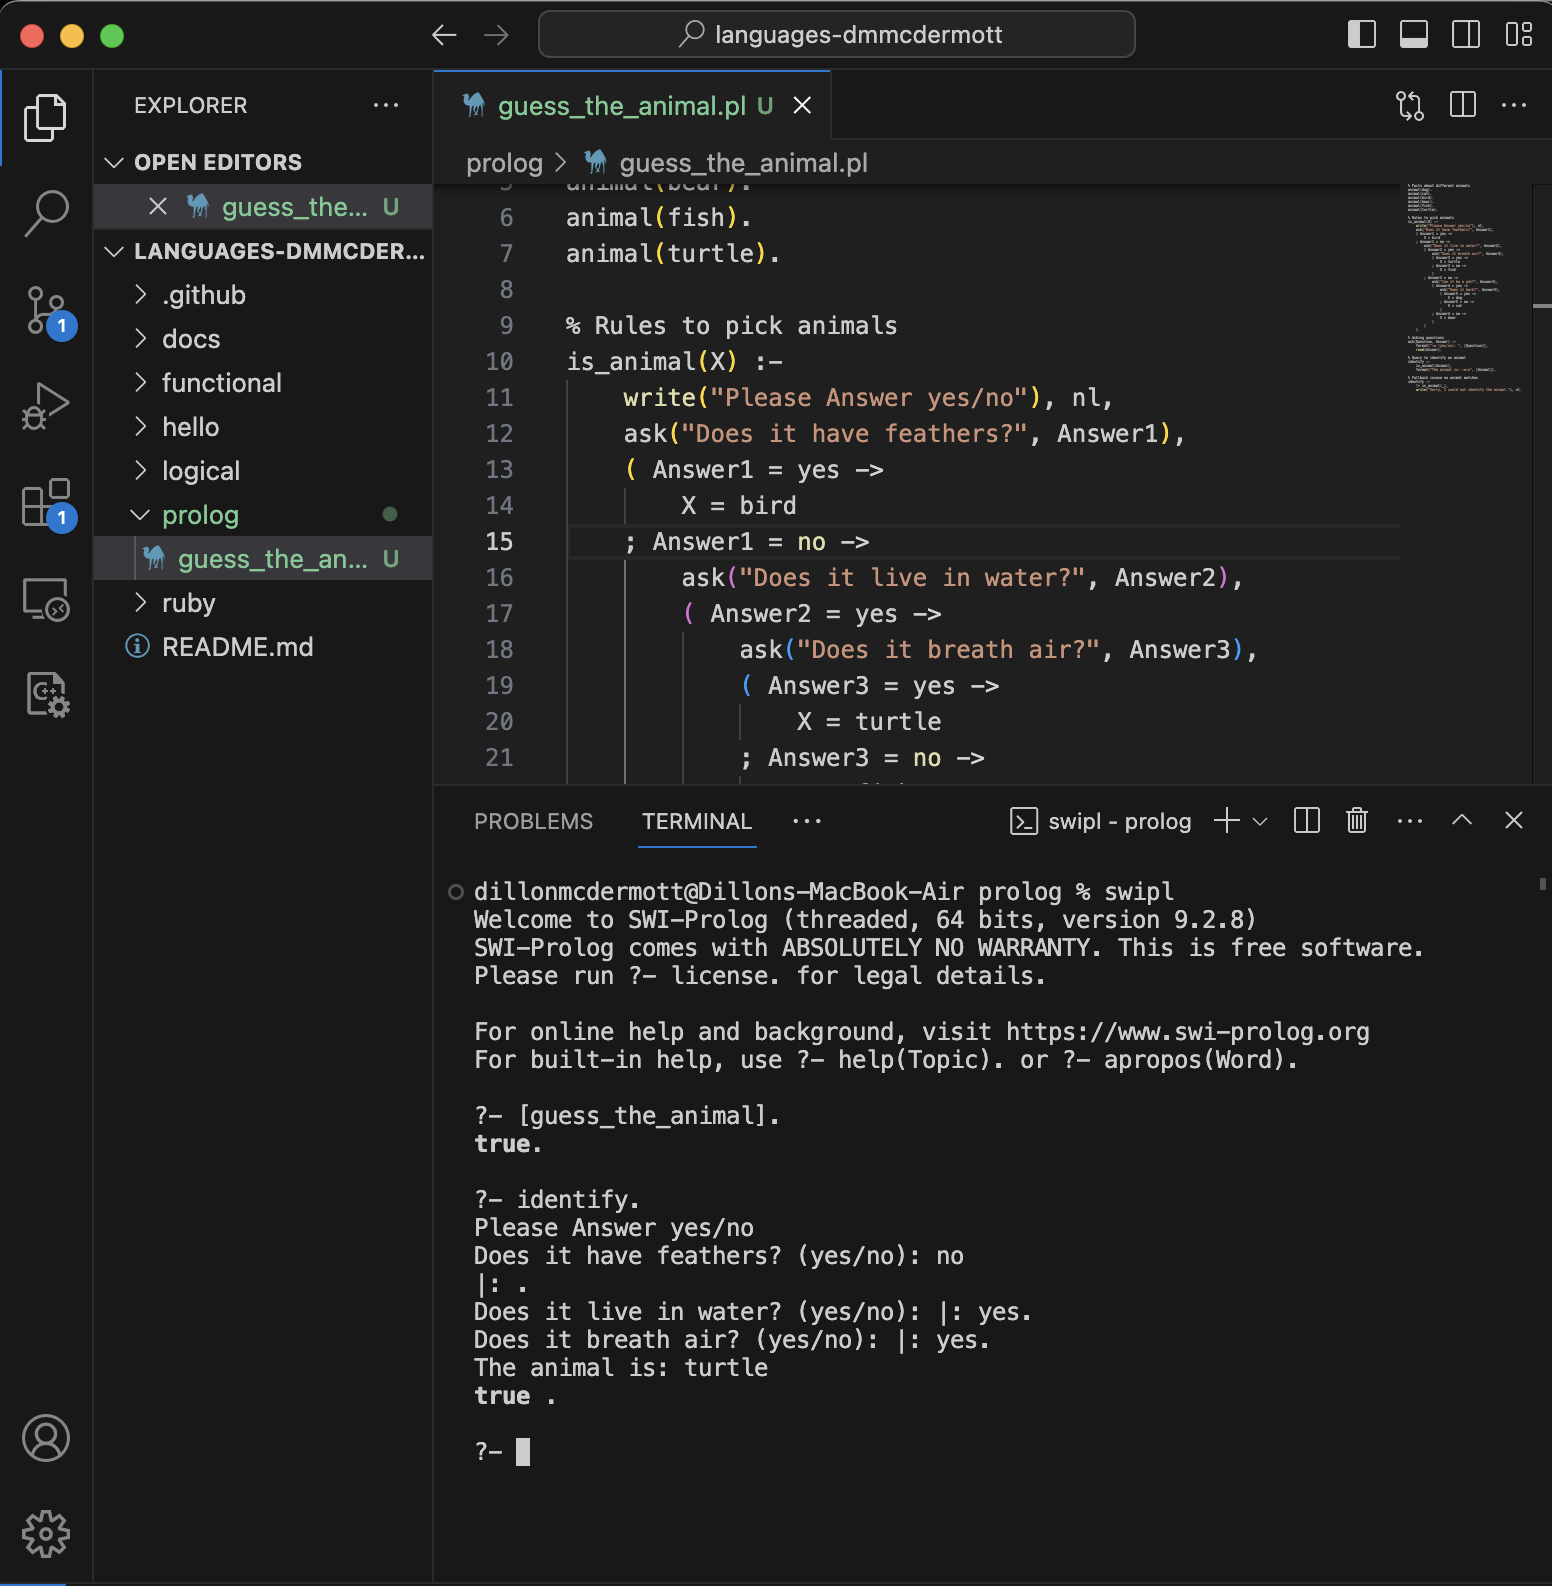 languages-dmmcdermott
EXPLORER
OPEN EDITORS
guess_the... U
LANGUAGES-DMMCDER...
.github
docs
functional
hello
logical
prolog
guess_the_an... U
ruby
README.md
1
1
guess_the_animal.pl U
prolog > guess_the_animal.pl
5 animal(bear).
6 animal(fish).
7 animal(turtle).
8
9 % Rules to pick animals
10 is_animal(X) :-
11 write("Please Answer yes/no"), nl,
12 ask("Does it have feathers?", Answer1),
13 ( Answer1 = yes ->
14 X = bird
15 ; Answer1 = no ->
16 ask("Does it live in water?", Answer2),
17 ( Answer2 = yes ->
18 ask("Does it breath air?", Answer3),
19 ( Answer3 = yes ->
20 X = turtle
21 ; Answer3 = no ->
PROBLEMS TERMINAL
swipl - prolog
dillonmcdermott@Dillons-MacBook-Air prolog % swipl
Welcome to SWI-Prolog (threaded, 64 bits, version 9.2.8)
SWI-Prolog comes with ABSOLUTELY NO WARRANTY. This is free software.
Please run ?- license. for legal details.
For online help and background, visit https://www.swi-prolog.org
For built-in help, use ?- help(Topic). or ?- apropos(Word).
?- [guess_the_animal].
true.
?- identify.
Please Answer yes/no
Does it have feathers? (yes/no): no
|: .
Does it live in water? (yes/no): |: yes.
Does it breath air? (yes/no): |: yes.
The animal is: turtle
true .
?-